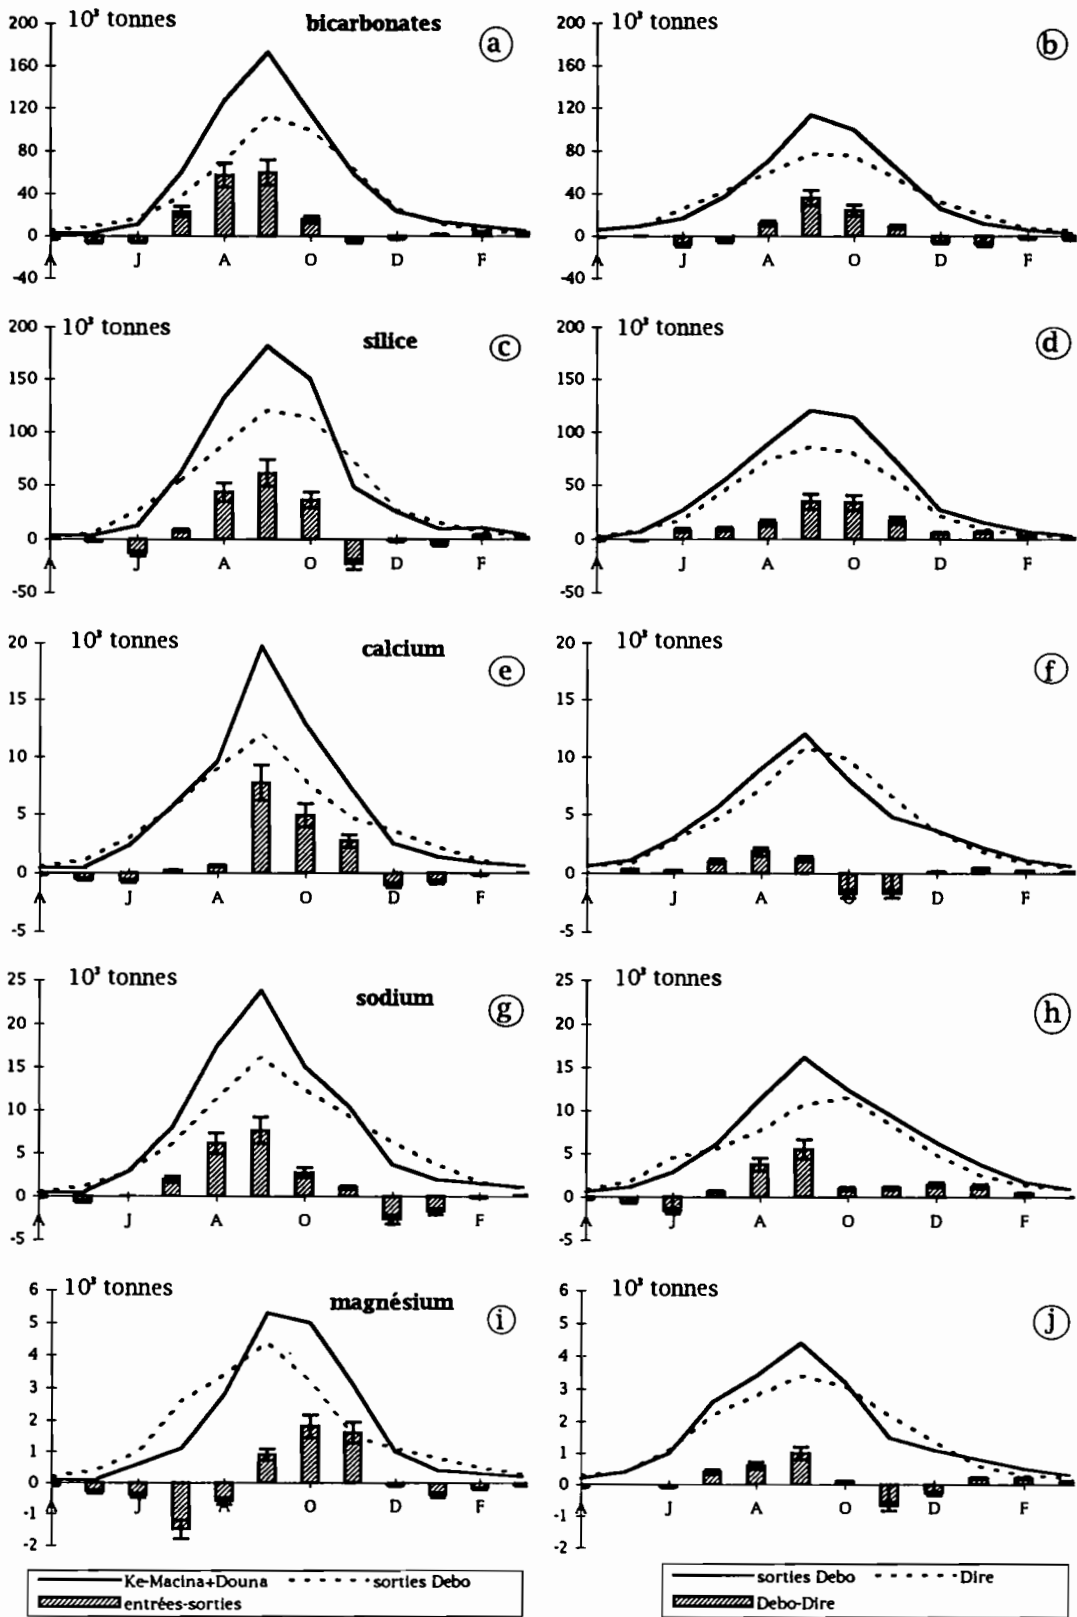 10³ tonnes
bicarbonates
a
200
160
120
80
40
0
-40
A J A O D F
10³ tonnes
b
200
160
120
80
40
0
-40
A J A O D F
10³ tonnes
silice
c
200
150
100
50
0
-50
A J A O D F
10³ tonnes
d
200
150
100
50
0
-50
A J A O D F
10³ tonnes
calcium
e
20
15
10
5
0
-5
A J A O D F
10³ tonnes
f
20
15
10
5
0
-5
A J A O D F
10³ tonnes
sodium
g
25
20
15
10
5
0
-5
A J A O D F
10³ tonnes
h
25
20
15
10
5
0
-5
A J A O D F
10³ tonnes
magnésium
i
6
5
4
3
2
1
0
-1
-2
A J A O D F
10³ tonnes
j
6
5
4
3
2
1
0
-1
-2
A J A O D F
Ke-Macina+Douna sorties Debo
entrées-sorties
sorties Debo Dire
Debo-Dire